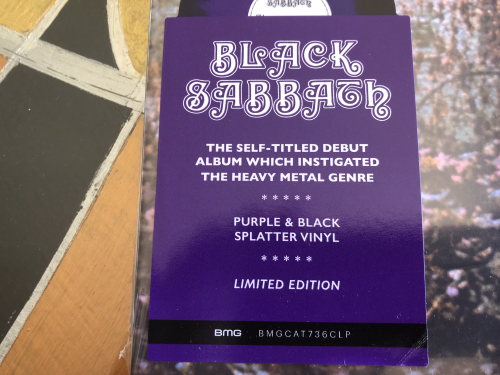 BLACK
SABBATH
THE SELF-TITLED DEBUT
ALBUM WHICH INSTIGATED
THE HEAVY METAL GENRE
*****
PURPLE & BLACK
SPLATTER VINYL
*****
LIMITED EDITION
BMG BMGCAT736CLP